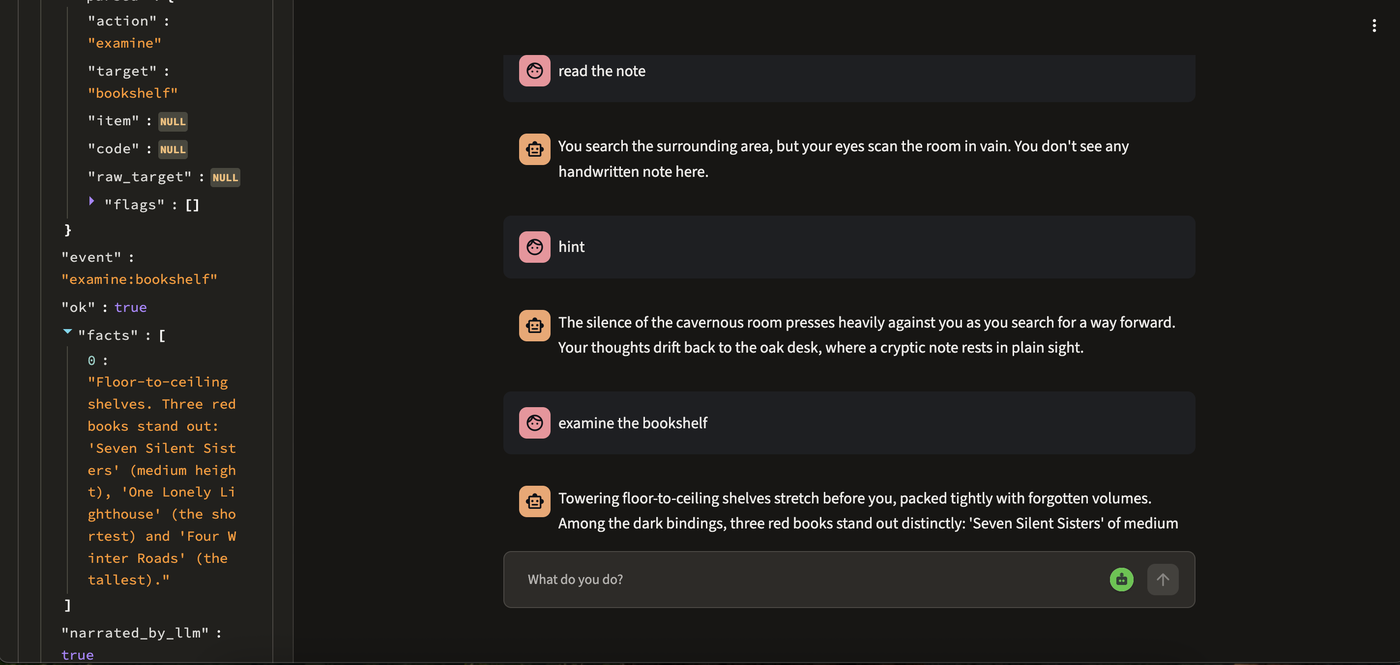 "action" :
"examine"
"target" :
"bookshelf"
"item" : NULL
"code" : NULL
"raw_target" : NULL
"flags" : []
}
"event" :
"examine:bookshelf"
"ok" : true
"facts" : [
0 :
"Floor-to-ceiling
shelves. Three red
books stand out:
'Seven Silent Sist
ers' (medium heigh
t), 'One Lonely Li
ghthouse' (the sho
rtest) and 'Four W
inter Roads' (the
tallest)."
]
"narrated_by_llm" :
true
read the note
You search the surrounding area, but your eyes scan the room in vain. You don't see any
handwritten note here.
hint
The silence of the cavernous room presses heavily against you as you search for a way forward.
Your thoughts drift back to the oak desk, where a cryptic note rests in plain sight.
examine the bookshelf
Towering floor-to-ceiling shelves stretch before you, packed tightly with forgotten volumes.
Among the dark bindings, three red books stand out distinctly: 'Seven Silent Sisters' of medium
What do you do?